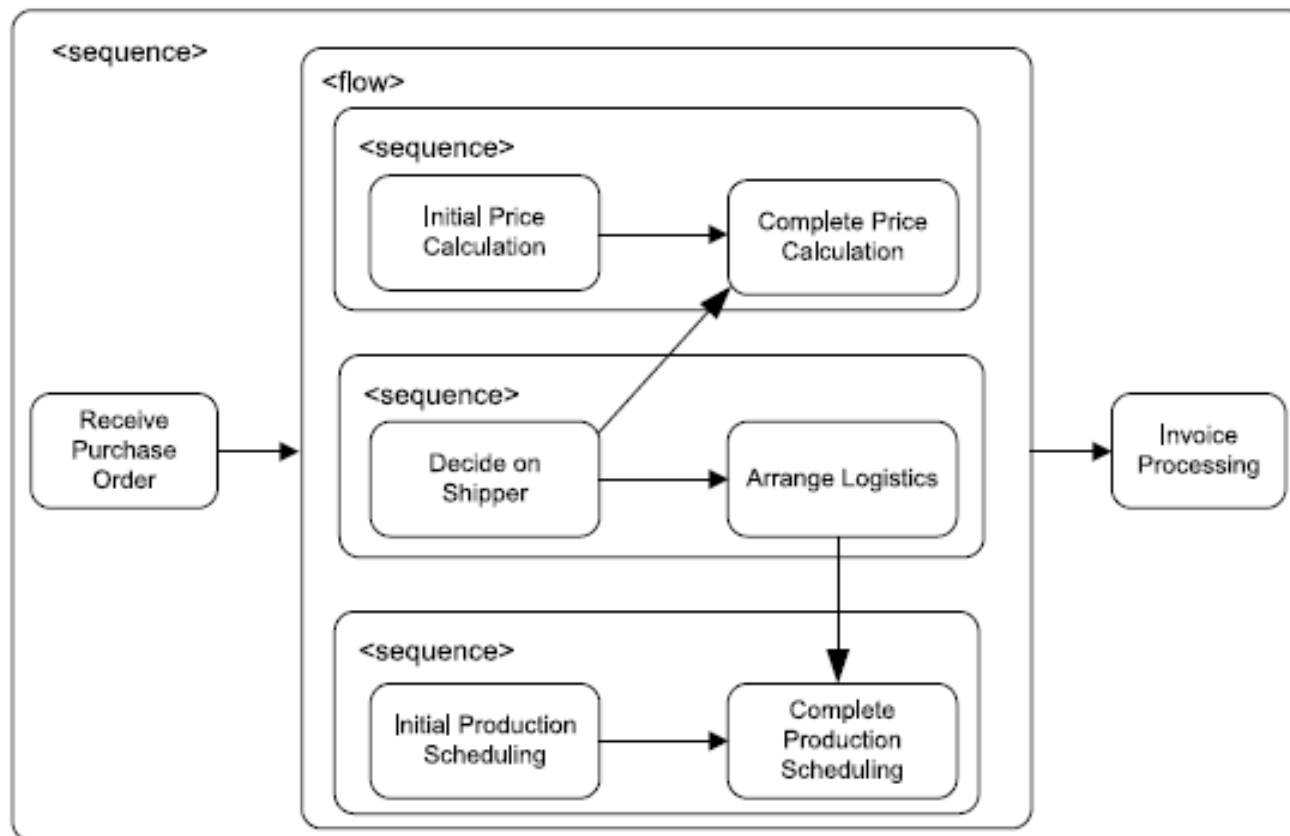 <sequence>
<flow>
<sequence>
Initial Price
Calculation
Complete Price
Calculation
Receive
Purchase
Order
<sequence>
Decide on
Shipper
Arrange Logistics
Invoice
Processing
<sequence>
Initial Production
Scheduling
Complete
Production
Scheduling